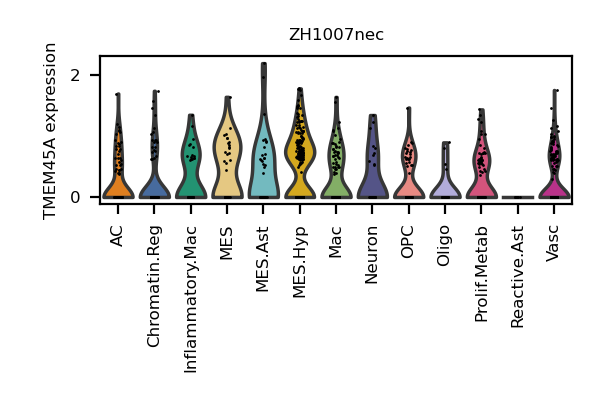 ZH1007nec
TMEM45A expression
2
0
AC
Chromatin.Reg
Inflammatory.Mac
MES
MES.Ast
MES.Hyp
Mac
Neuron
OPC
Oligo
Prolif.Metab
Reactive.Ast
Vasc